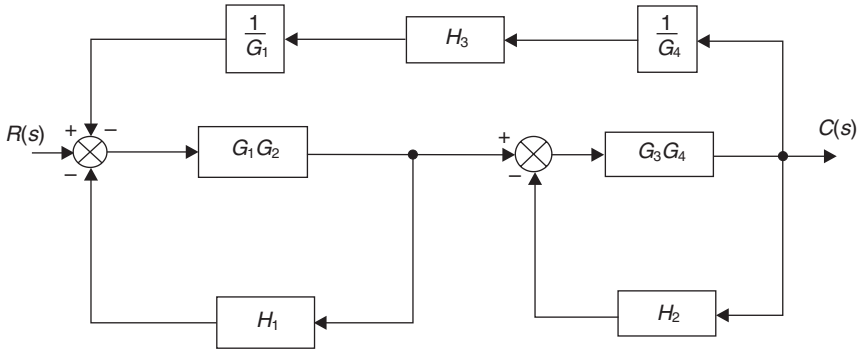 1
G1
H3
1
G4
R(s)
+
−
−
G1G2
+
−
G3G4
C(s)
H1
H2